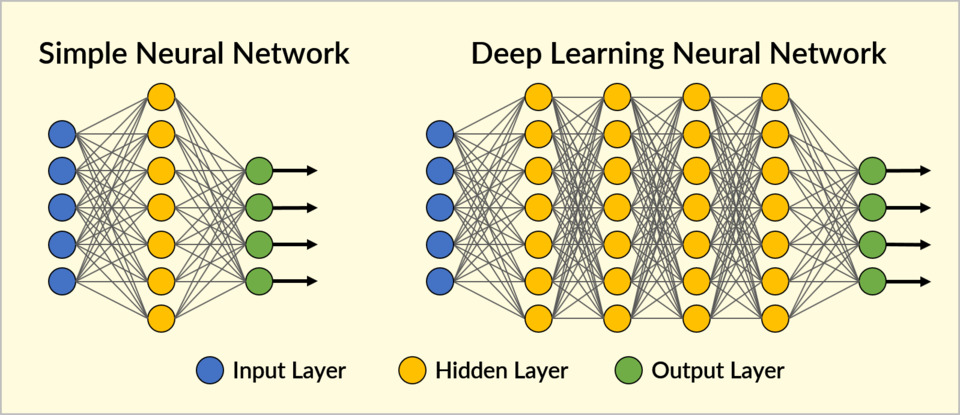 Simple Neural Network
Deep Learning Neural Network
Input Layer
Hidden Layer
Output Layer